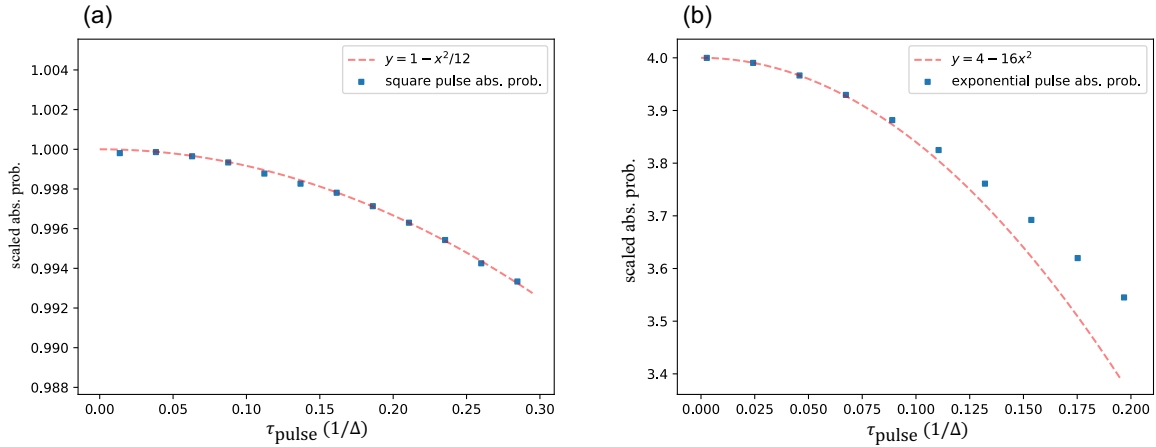 (a)
y = 1 − x²/12
square pulse abs. prob.
scaled abs. prob.
1.004
1.002
1.000
0.998
0.996
0.994
0.992
0.990
0.988
0.00 0.05 0.10 0.15 0.20 0.25 0.30
τpulse (1/Δ)
(b)
y = 4 − 16x²
exponential pulse abs. prob.
scaled abs. prob.
4.0
3.9
3.8
3.7
3.6
3.5
3.4
0.000 0.025 0.050 0.075 0.100 0.125 0.150 0.175 0.200
τpulse (1/Δ)